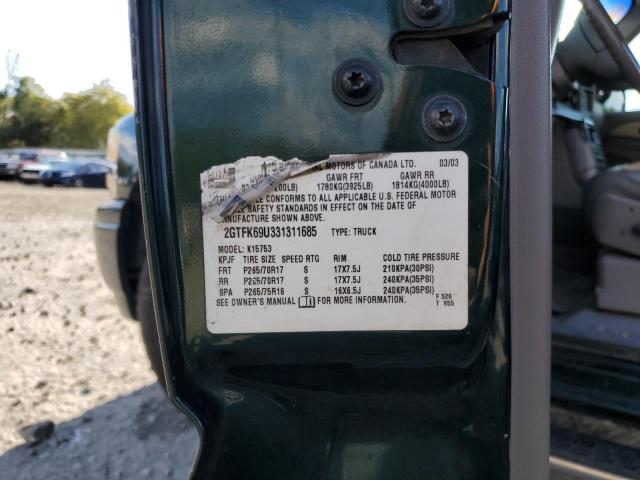 MOTORS OF CANADA LTD. 03/03
GAWR FRT GAWR RR
1780KG(3925LB) 1814KG(4000LB)
CONFORMS TO ALL APPLICABLE U.S. FEDERAL MOTOR
SAFETY STANDARDS IN EFFECT ON THE DATE OF
MANUFACTURE SHOWN ABOVE.
2GTFK69U331311685 TYPE: TRUCK
MODEL: K15753
KPJF TIRE SIZE SPEED RTG RIM COLD TIRE PRESSURE
FRT P265/70R17 S 17X7.5J 210KPA(30PSI)
RR P265/70R17 S 17X7.5J 240KPA(35PSI)
SPA P265/75R16 S 16X6.5J 240KPA(35PSI)
SEE OWNER'S MANUAL FOR MORE INFORMATION.
F 526
T 955